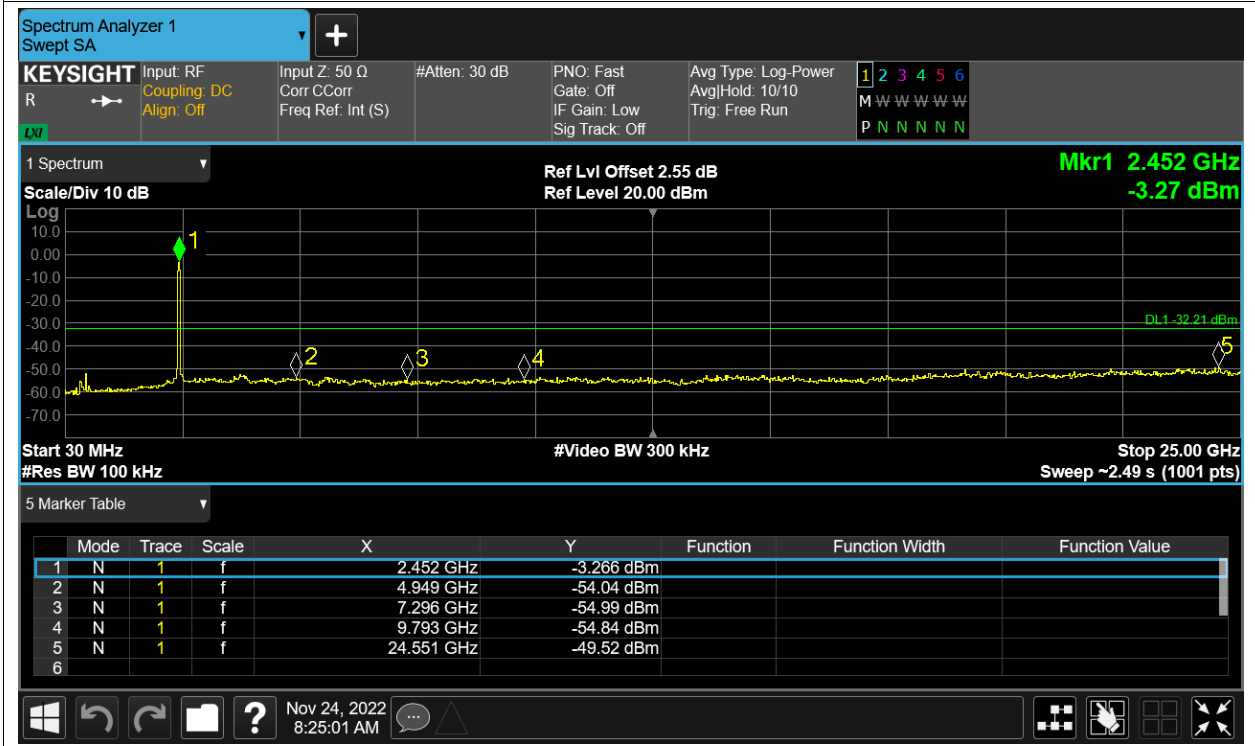 Spectrum Analyzer 1
Swept SA
+
KEYSIGHT
R
LXI
Input: RF
Coupling: DC
Align: Off
Input Z: 50 Ω
Corr CCorr
Freq Ref: Int (S)
#Atten: 30 dB
PNO: Fast
Gate: Off
IF Gain: Low
Sig Track: Off
Avg Type: Log-Power
Avg|Hold: 10/10
Trig: Free Run
1 2 3 4 5 6
M W W W W W
P N N N N N
1 Spectrum
Scale/Div 10 dB
Ref Lvl Offset 2.55 dB
Ref Level 20.00 dBm
Mkr1 2.452 GHz
-3.27 dBm
Log
10.0
0.00
-10.0
-20.0
-30.0
-40.0
-50.0
-60.0
-70.0
1
2
3
4
5
DL1 -32.21 dBm
Start 30 MHz
#Res BW 100 kHz
#Video BW 300 kHz
Stop 25.00 GHz
Sweep ~2.49 s (1001 pts)
5 Marker Table
Mode Trace Scale X Y Function Function Width Function Value
1 N 1 f 2.452 GHz -3.266 dBm
2 N 1 f 4.949 GHz -54.04 dBm
3 N 1 f 7.296 GHz -54.99 dBm
4 N 1 f 9.793 GHz -54.84 dBm
5 N 1 f 24.551 GHz -49.52 dBm
6
?
Nov 24, 2022
8:25:01 AM